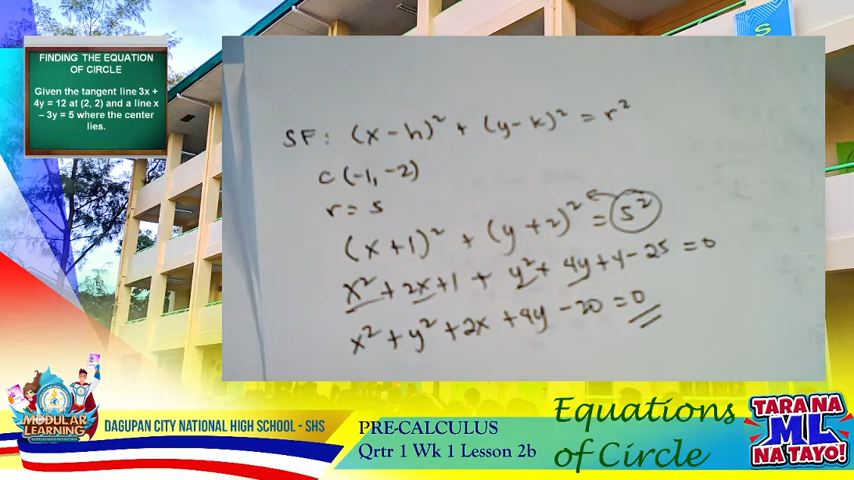 FINDING THE EQUATION
OF CIRCLE
Given the tangent line 3x +
4y = 12 at (2, 2) and a line x
– 3y = 5 where the center
lies.
SF: (x-h)² + (y-k)² = r²
C (-1, -2)
r = 5
(x+1)² + (y+2)² = 5²
x² + 2x + 1 + y² + 4y + 4 - 25 = 0
x² + y² + 2x + 4y - 20 = 0
MODULAR
LEARNING
DAGUPAN CITY NATIONAL HIGH SCHOOL - SHS
PRE-CALCULUS
Qrtr 1 Wk 1 Lesson 2b
Equations
of Circle
TARA NA
ML
NA TAYO!